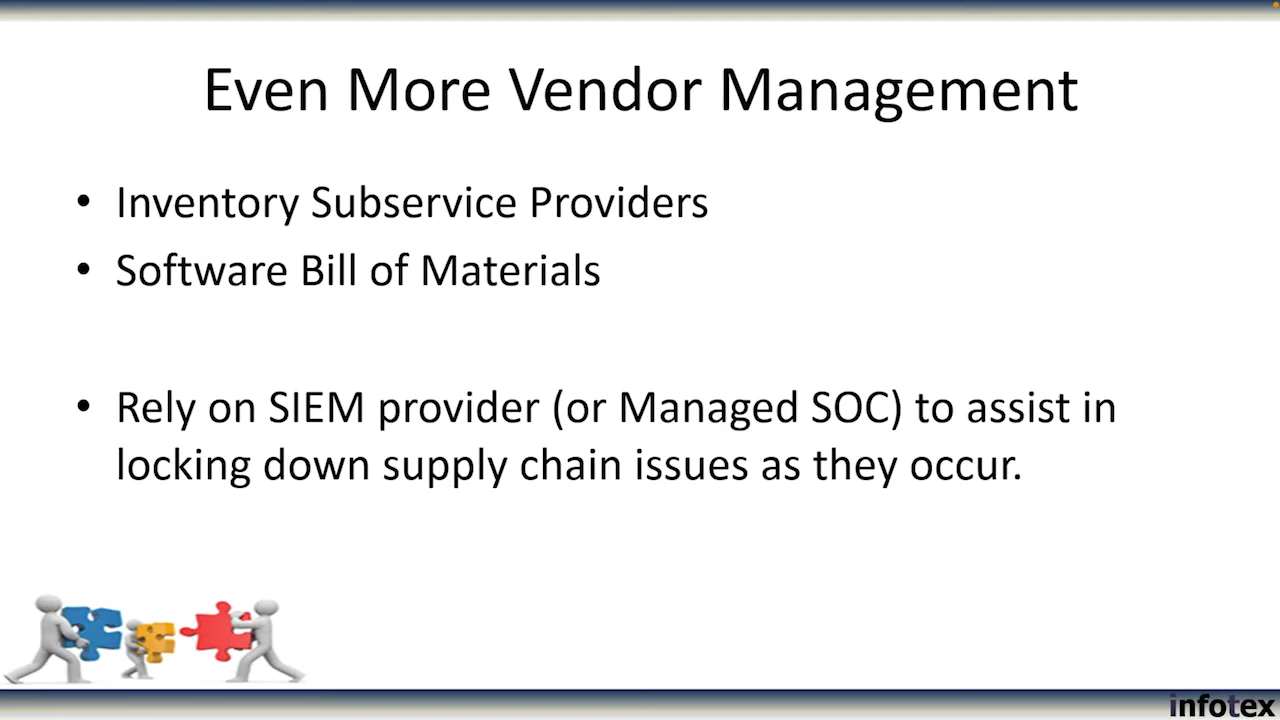 Even More Vendor Management
• Inventory Subservice Providers
• Software Bill of Materials
• Rely on SIEM provider (or Managed SOC) to assist in
locking down supply chain issues as they occur.
infotex